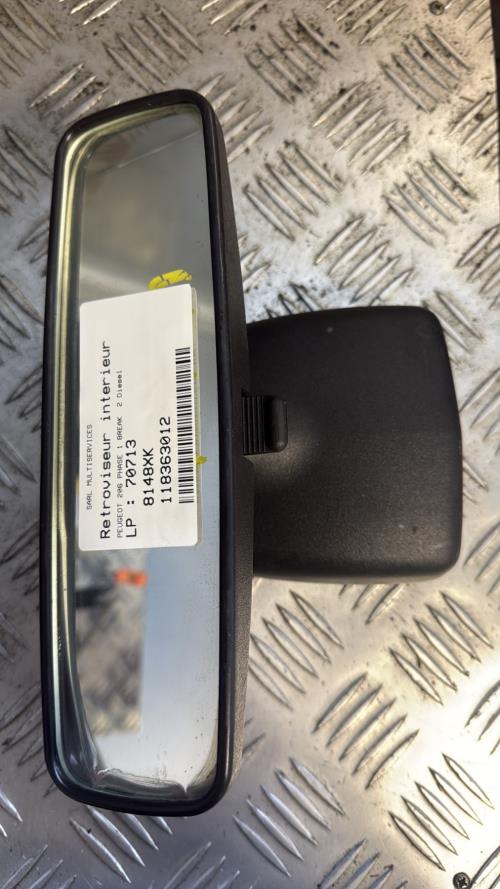 SARL MULTISERVICES
Retroviseur interieur
PEUGEOT 206 PHASE 1 BREAK 2 Diesel
LP : 70713
8148XK
118363012